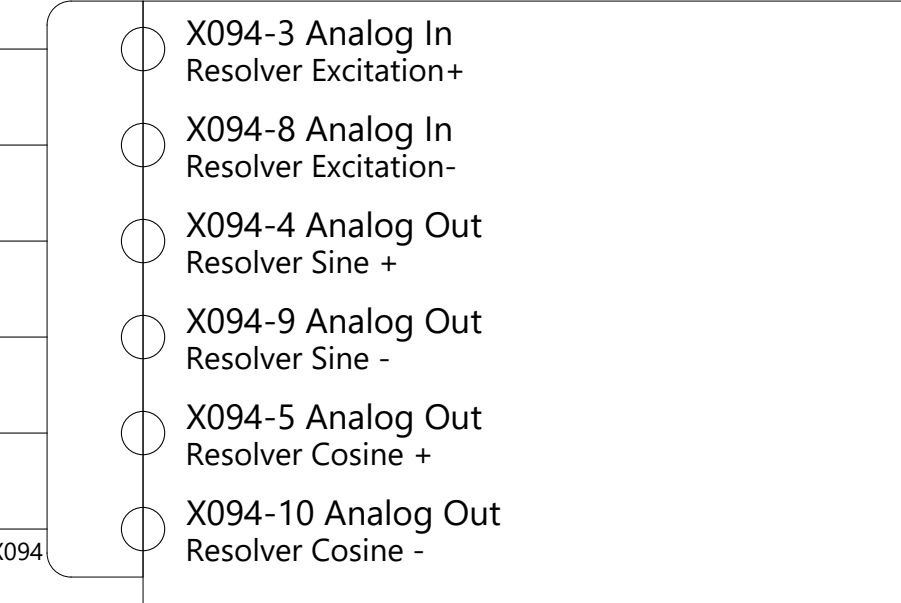 X094-3 Analog In
Resolver Excitation+
X094-8 Analog In
Resolver Excitation-
X094-4 Analog Out
Resolver Sine +
X094-9 Analog Out
Resolver Sine -
X094-5 Analog Out
Resolver Cosine +
X094-10 Analog Out
Resolver Cosine -
X094